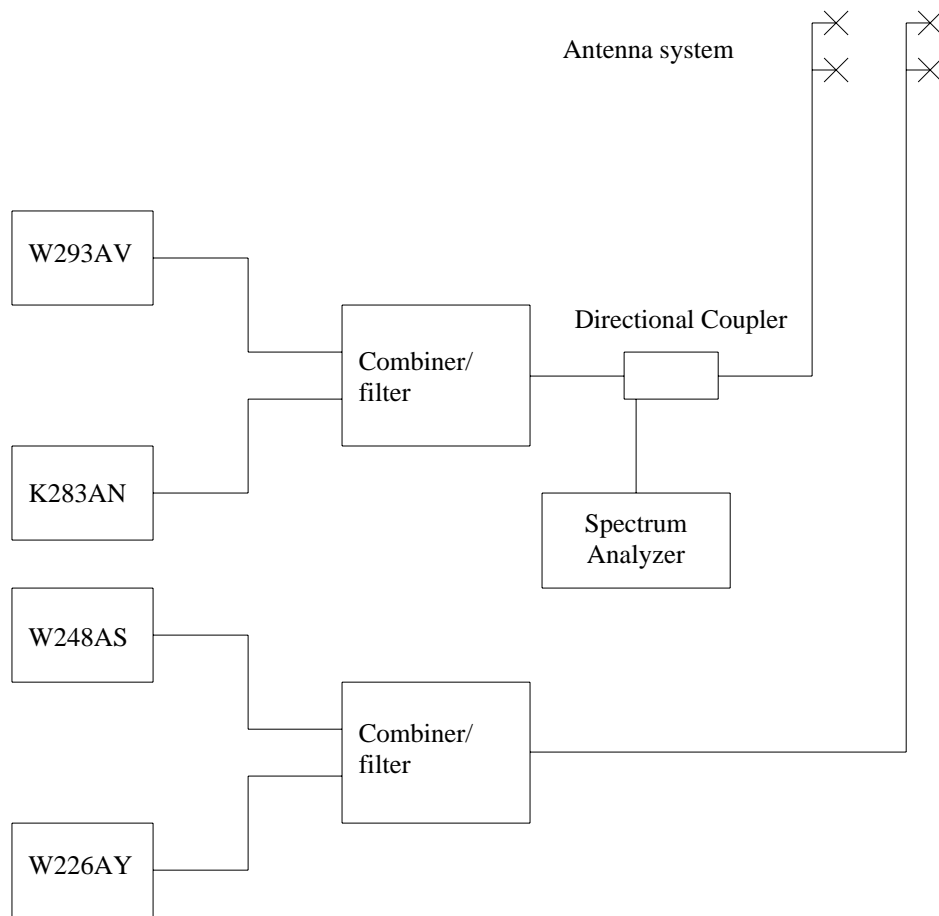 Antenna system
W293AV
Directional Coupler
Combiner/
filter
K283AN
Spectrum
Analyzer
W248AS
Combiner/
filter
W226AY